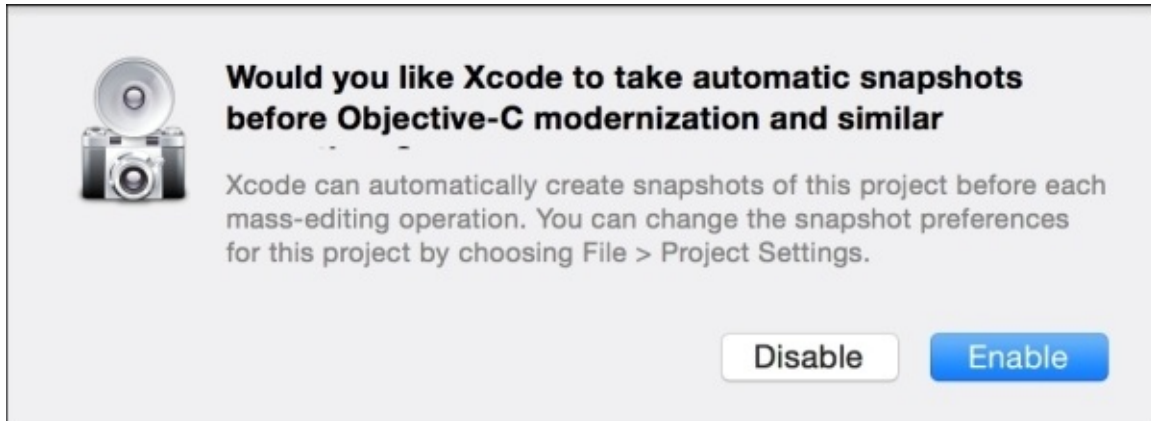 Would you like Xcode to take automatic snapshots
before Objective-C modernization and similar
Xcode can automatically create snapshots of this project before each
mass-editing operation. You can change the snapshot preferences
for this project by choosing File > Project Settings.
Disable Enable